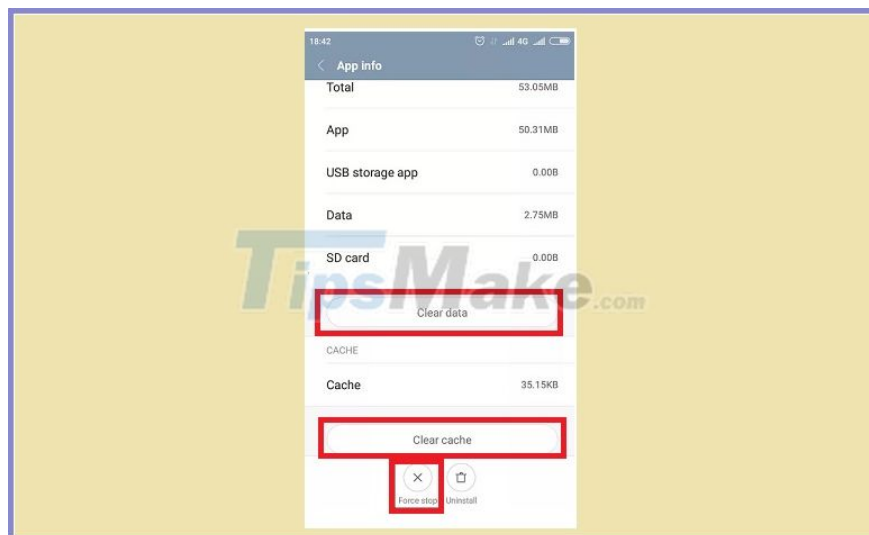 18:42 4G
App info
Total 53.05MB
App 50.31MB
USB storage app 0.00B
Data 2.75MB
SD card 0.00B
TipsMake.com
Clear data
CACHE
Cache 35.15KB
Clear cache
Force stop Uninstall